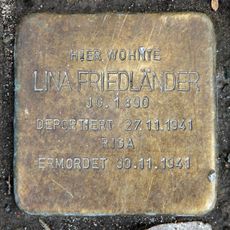 HIER WOHNTE
LINA FRIEDLÄNDER
JG. 1890
DEPORTIERT 27.11.1941
RIGA
ERMORDET 30.11.1941